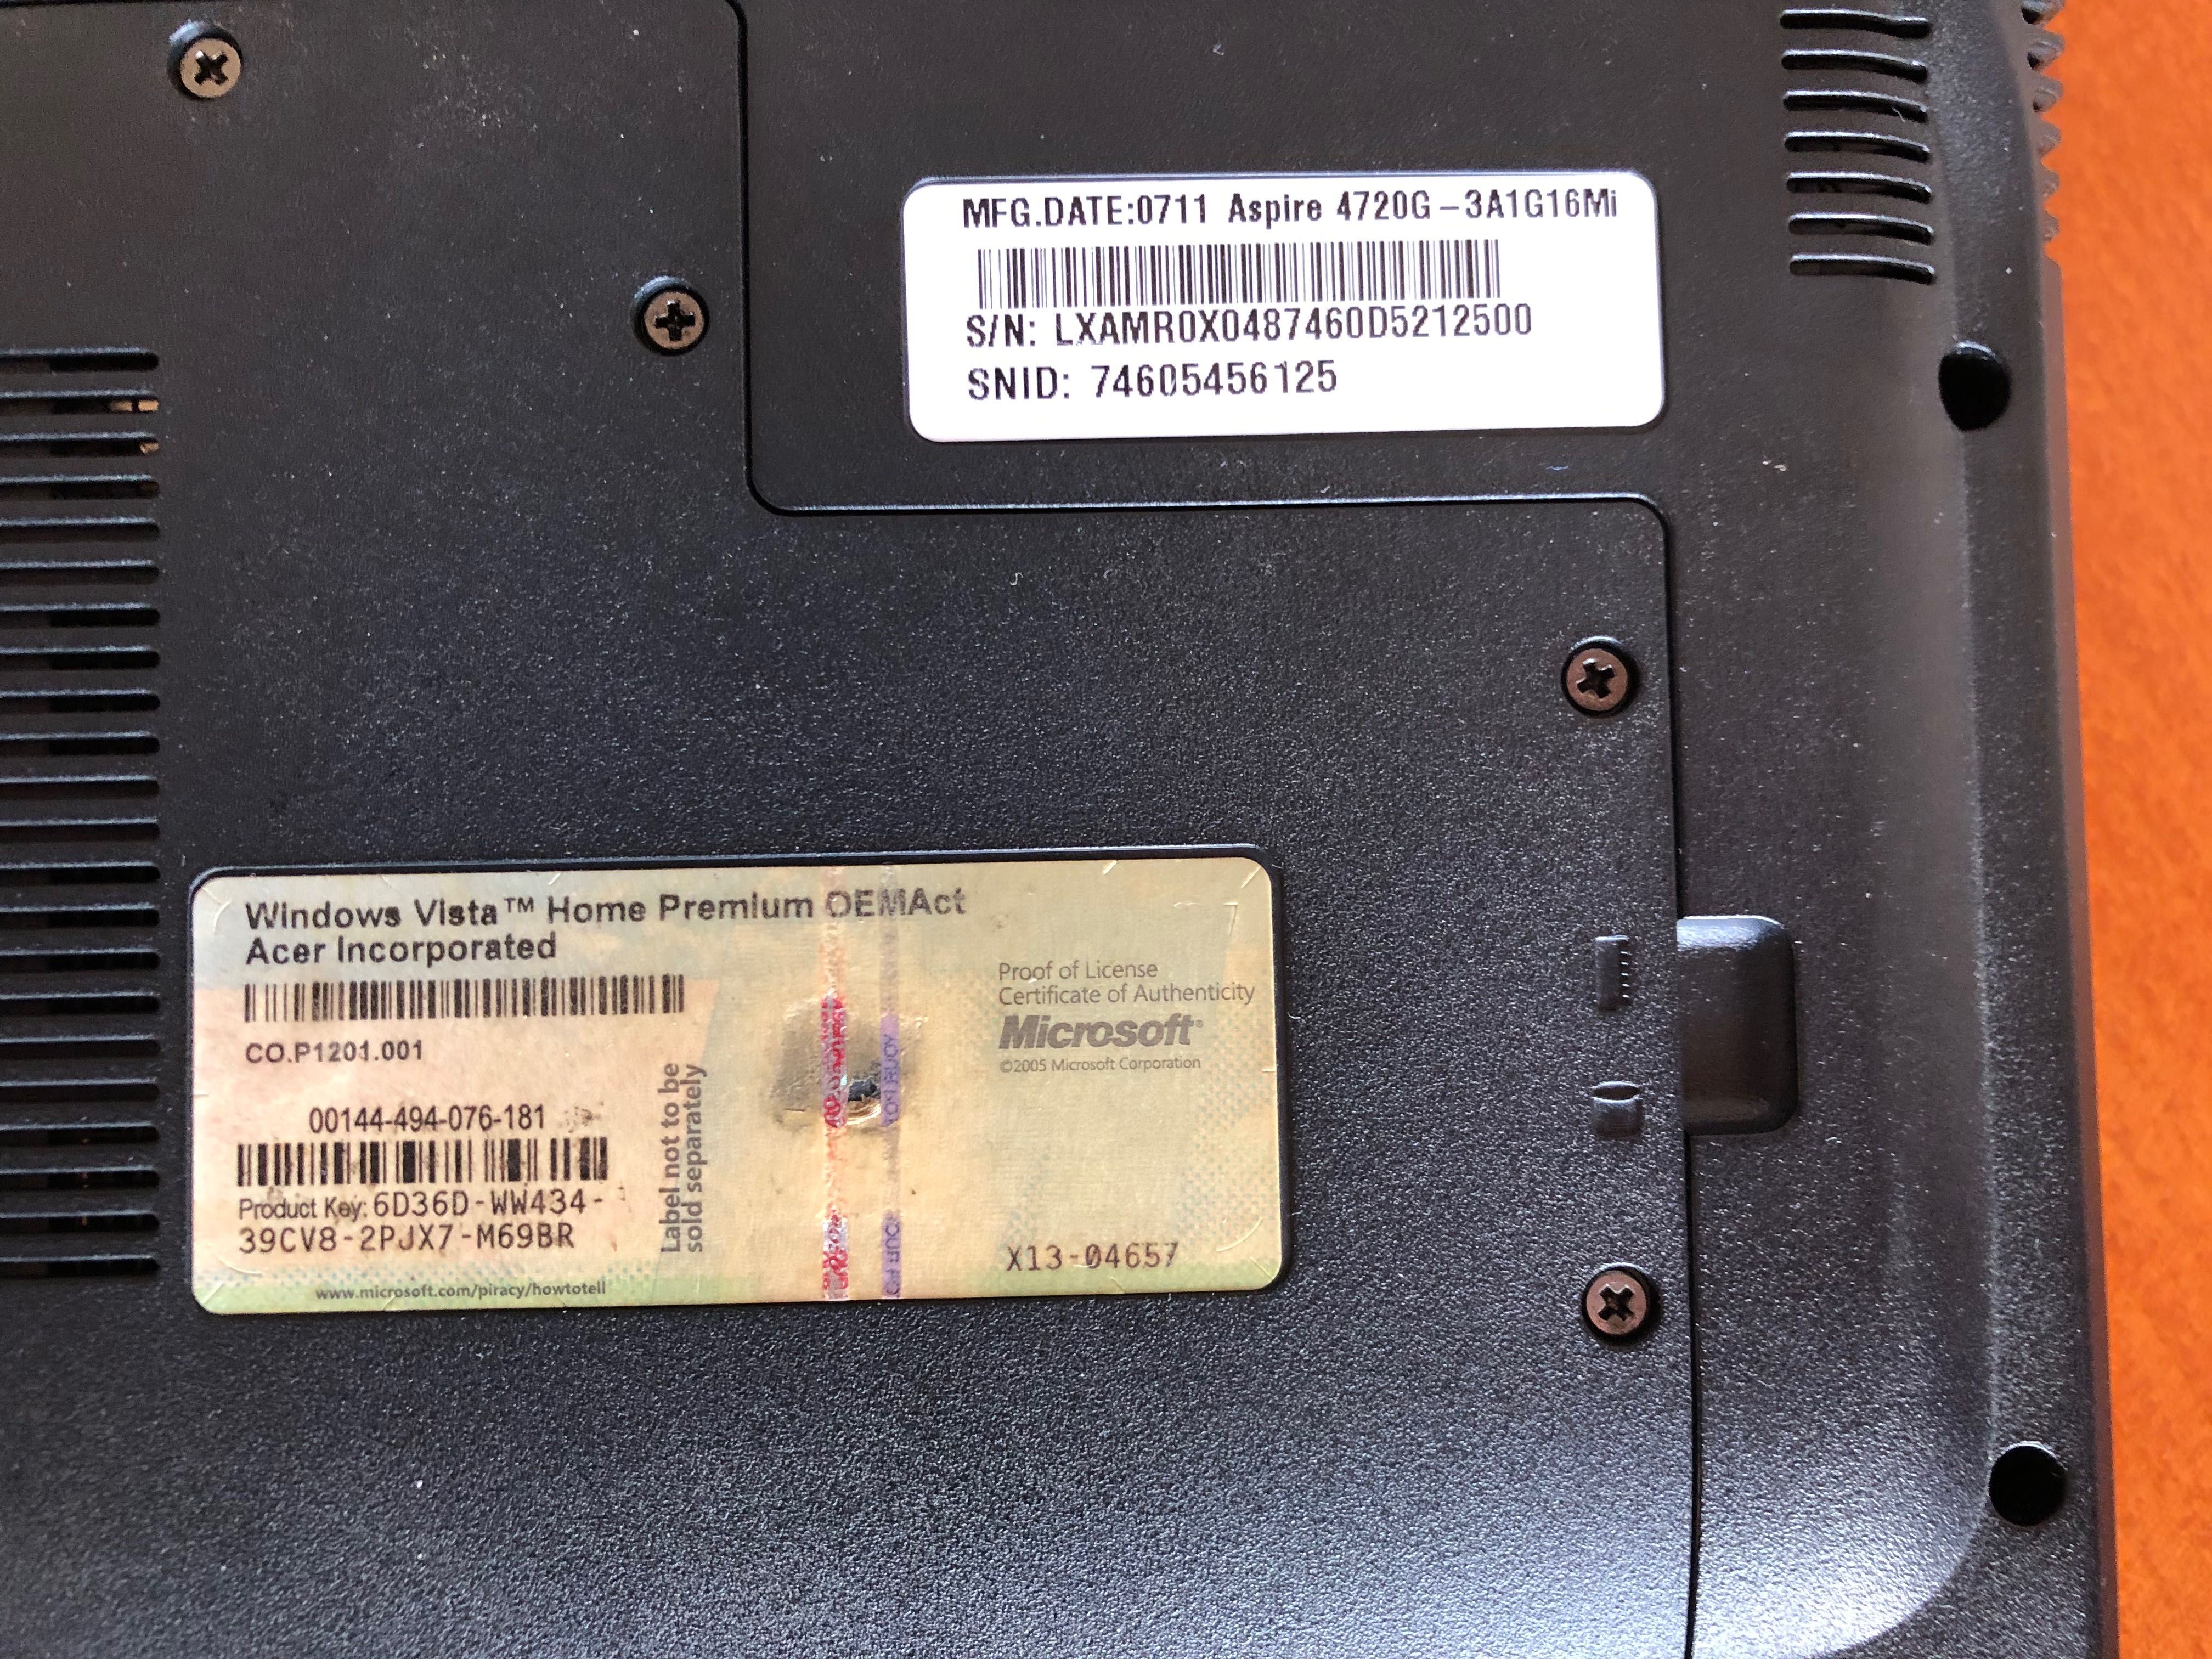 MFG.DATE:0711 Aspire 4720G-3A1G16Mi
S/N: LXAMR0X0487460D5212500
SNID: 74605456125
Windows Vista™ Home Premium OEMAct
Acer Incorporated
CO.P1201.001
00144-494-076-181
Product Key: 6D36D-WW434-
39CV8-2PJX7-M69BR
www.microsoft.com/piracy/howtotell
Label not to be
sold separately
Proof of License
Certificate of Authenticity
Microsoft®
©2005 Microsoft Corporation
X13-04657